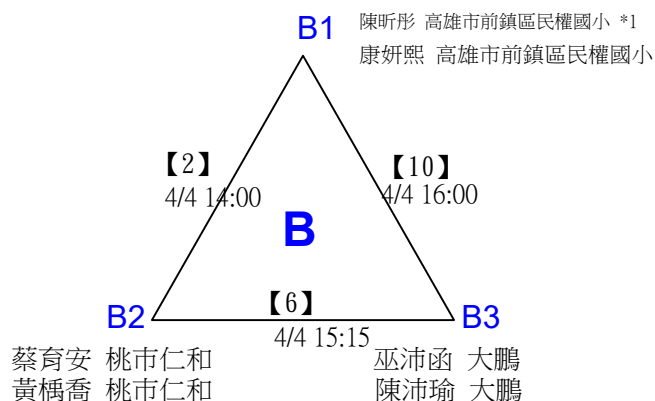 B1
陳昕彤 高雄市前鎮區民權國小 *1
康妍熙 高雄市前鎮區民權國小
【2】
4/4 14:00
【10】
4/4 16:00
B
【6】
4/4 15:15
B2
B3
蔡育安 桃市仁和
黃楀喬 桃市仁和
巫沛函 大鵬
陳沛瑜 大鵬